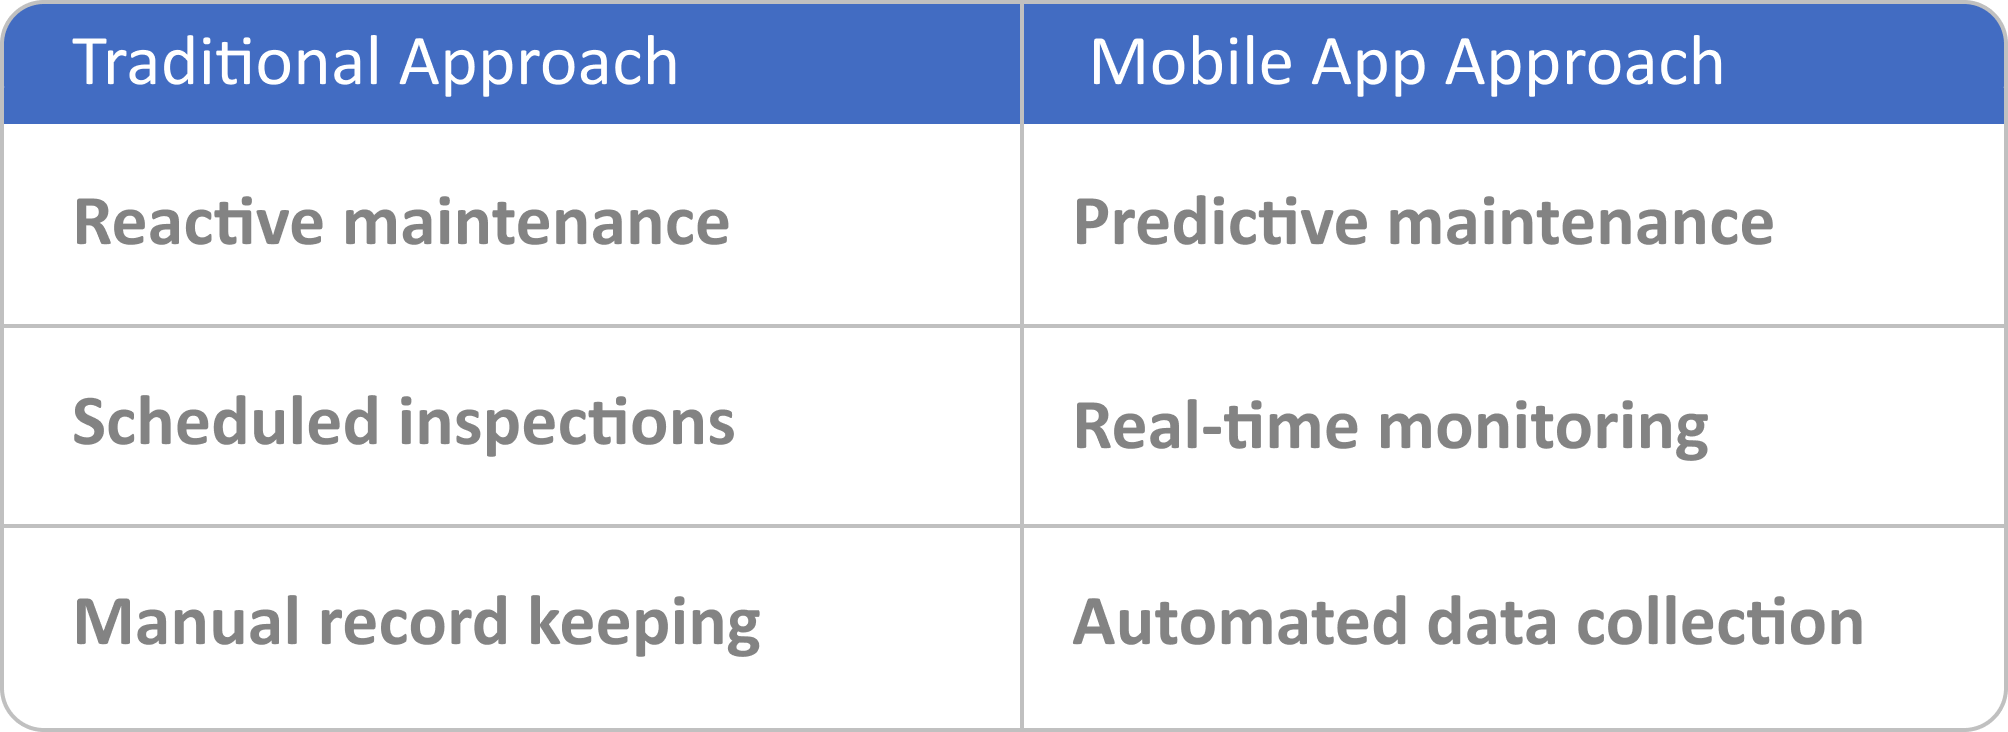 Traditional Approach
Mobile App Approach
Reactive maintenance
Predictive maintenance
Scheduled inspections
Real-time monitoring
Manual record keeping
Automated data collection